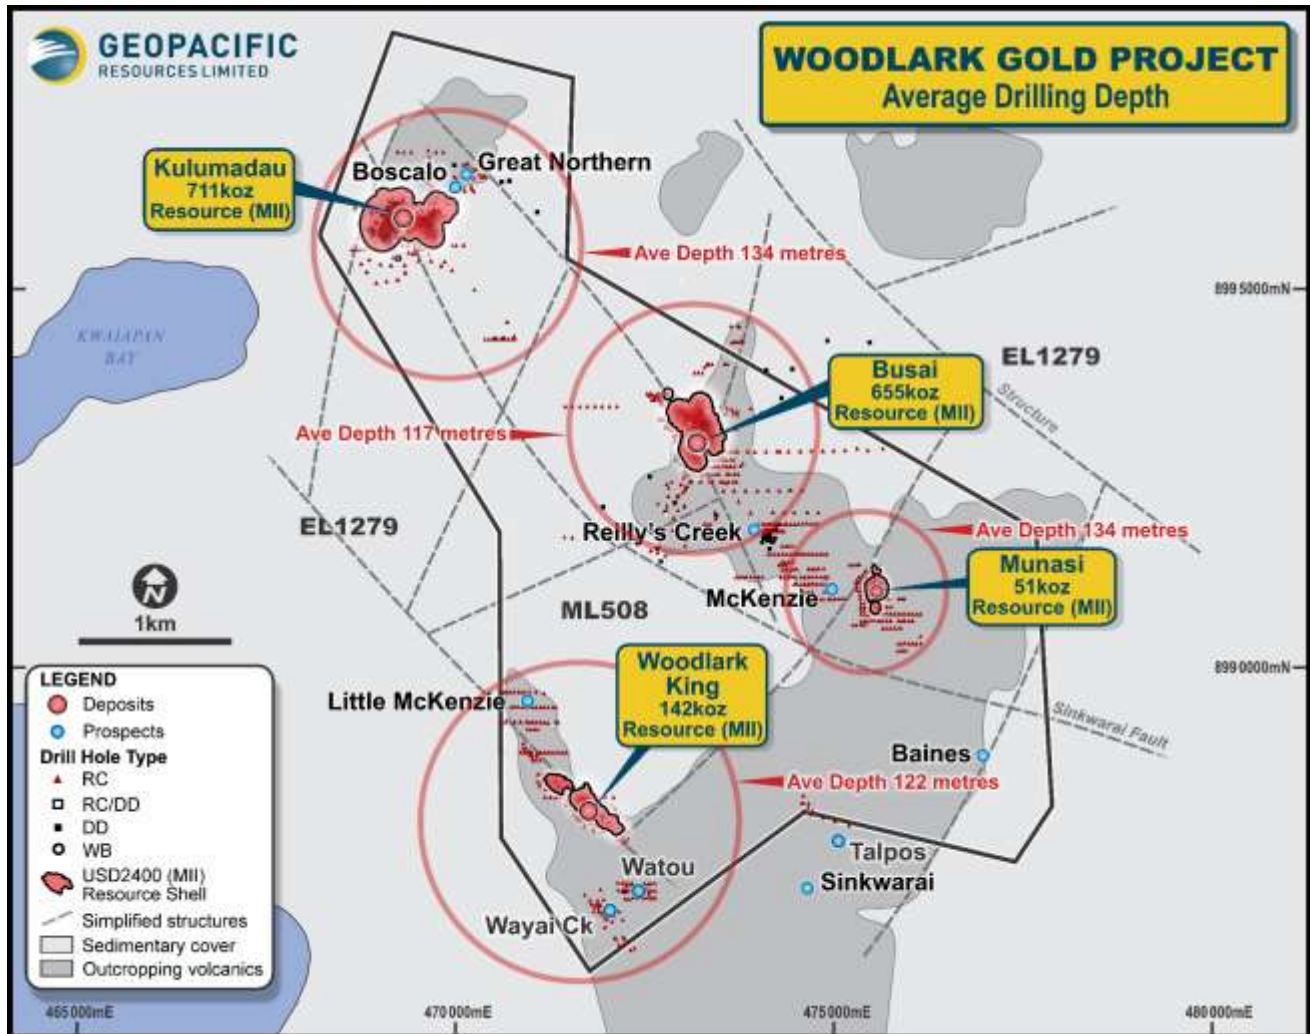 GEOPACIFIC
RESOURCES LIMITED
WOODLARK GOLD PROJECT
Average Drilling Depth
Kulumadau
711koz
Resource (MII)
Boscalo
Great Northern
Ave Depth 134 metres
8995000mN
KWAIAPAN
BAY
EL1279
Busai
655koz
Resource (MII)
Structure
Ave Depth 117 metres
EL1279
Reilly's Creek
Ave Depth 134 metres
Munasi
51koz
Resource (MII)
McKenzie
N
1km
ML508
Woodlark
King
142koz
Resource (MII)
8990000mN
Little McKenzie
Sinkwarai Fault
Baines
Ave Depth 122 metres
Talpos
Sinkwarai
Watou
Wayai Ck
LEGEND
Deposits
Prospects
Drill Hole Type
RC
RC/DD
DD
WB
USD2400 (MII)
Resource Shell
Simplified structures
Sedimentary cover
Outcropping volcanics
465000mE
470000mE
475000mE
480000mE